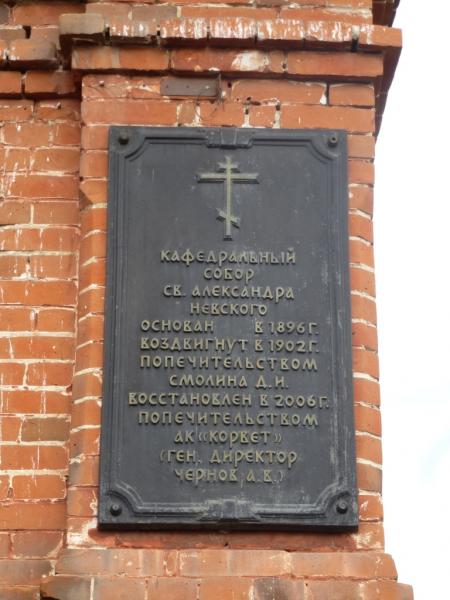 КАФЕДРАЛЬНЫЙ
СОБОР
СВ. АЛЕКСАНДРА
НЕВСКОГО
ОСНОВАН В 1896 Г.
ВОЗДВИГНУТ В 1902 Г.
ПОПЕЧИТЕЛЬСТВОМ
СМОЛИНА Д.И.
ВОССТАНОВЛЕН В 2006 Г.
ПОПЕЧИТЕЛЬСТВОМ
АК «КОРВЕТ»
(ГЕН. ДИРЕКТОР
ЧЕРНОВ А.В.)